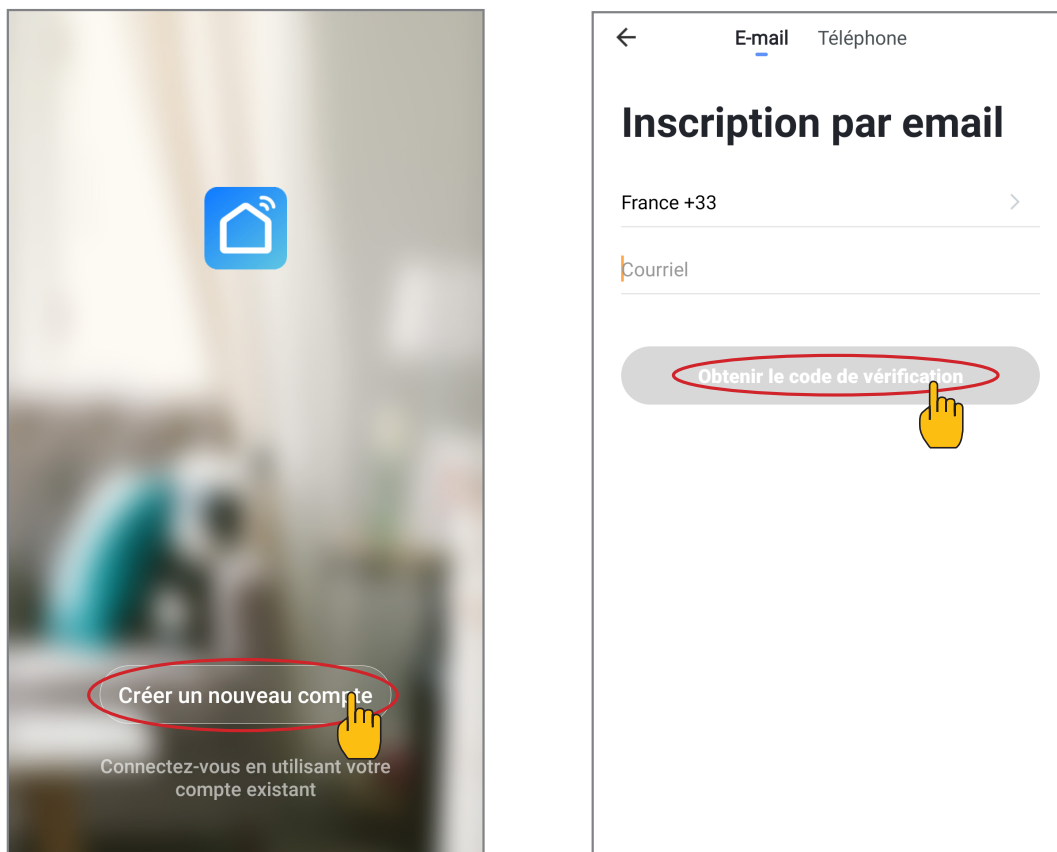 Créer un nouveau compte
Connectez-vous en utilisant votre
compte existant
E-mail Téléphone
Inscription par email
France +33
Courriel
Obtenir le code de vérification